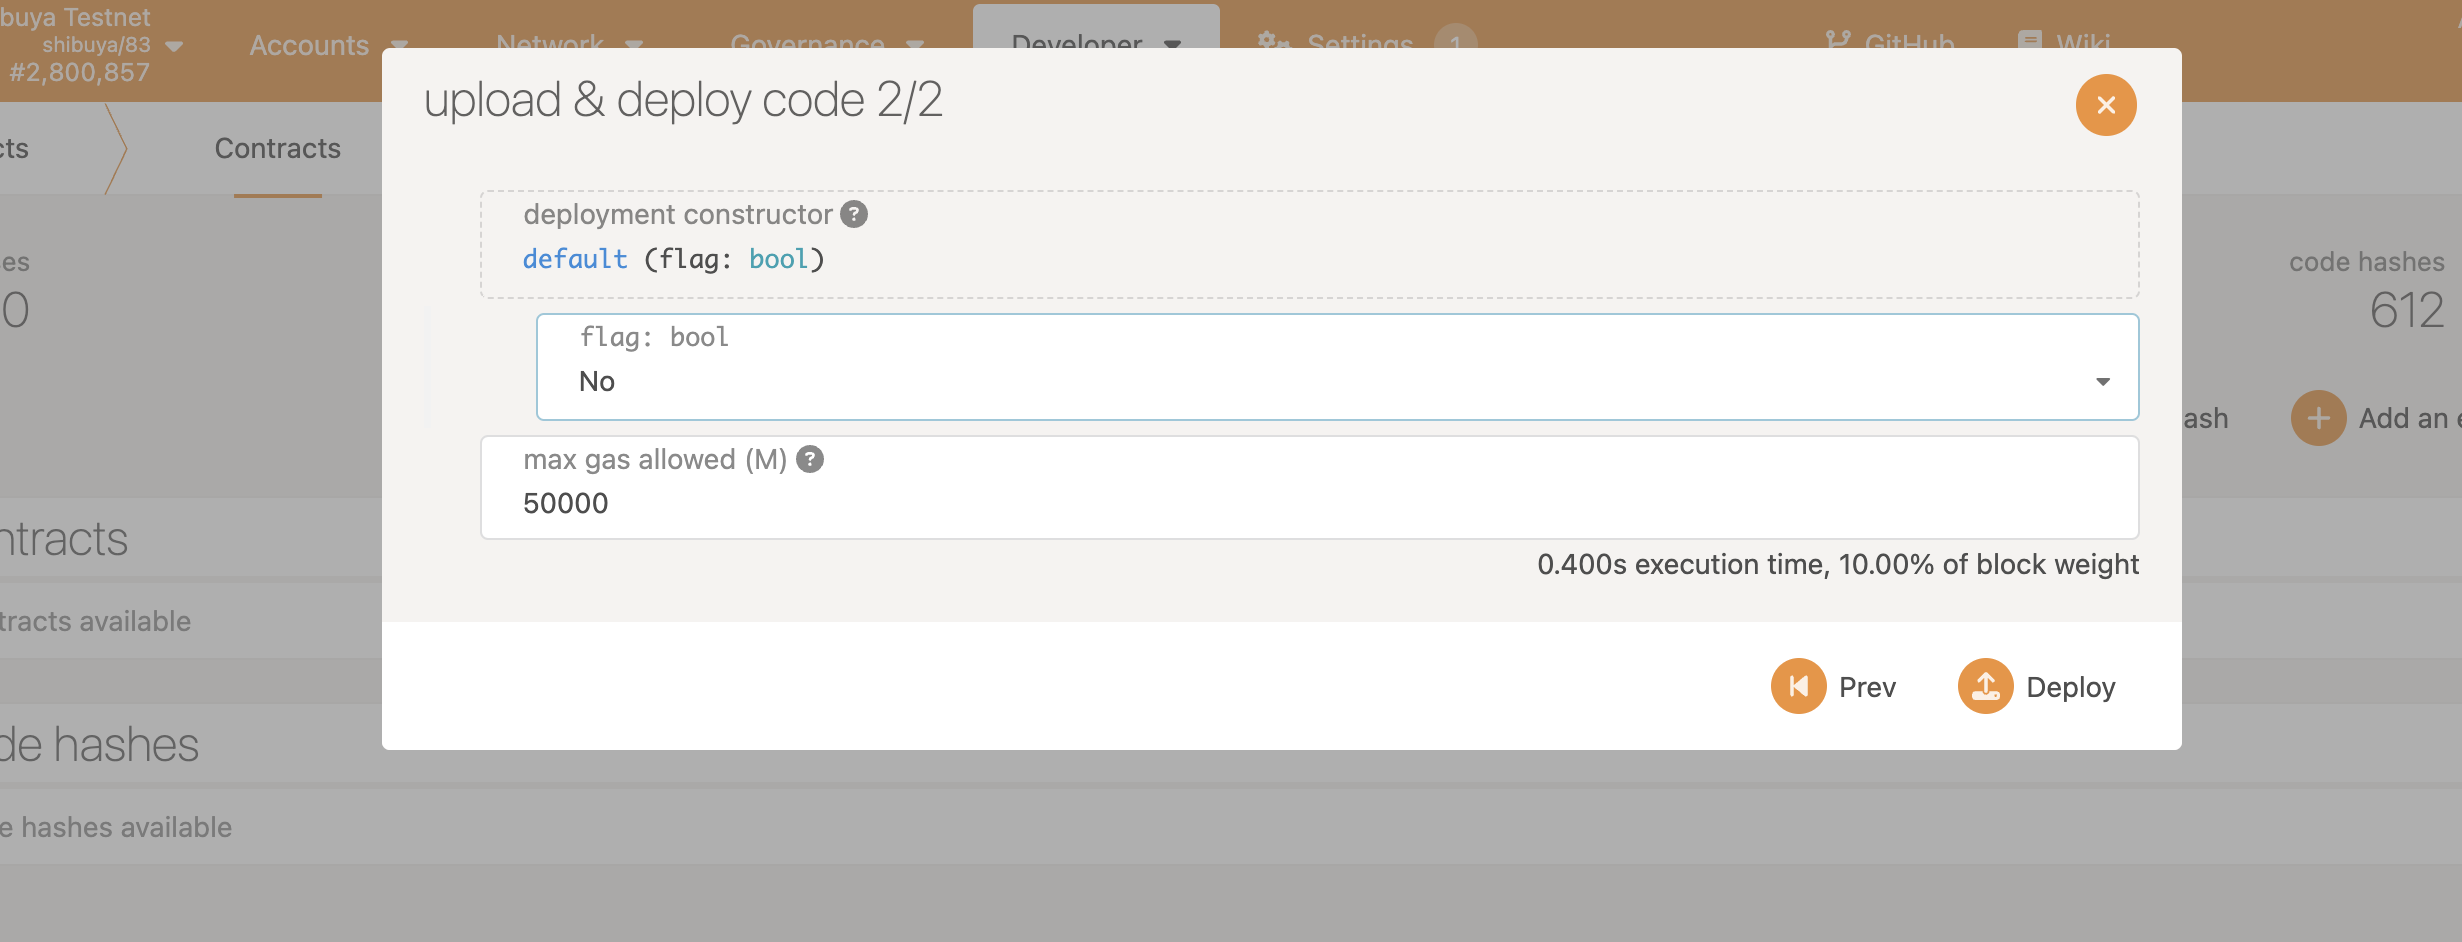 buya Testnet
shibuya/83
#2,800,857
Accounts
Network
Governance
Developer
Settings
1
GitHub
Wiki
cts
Contracts
upload & deploy code 2/2
deployment constructor ?
default (flag: bool)
flag: bool
No
max gas allowed (M) ?
50000
0.400s execution time, 10.00% of block weight
Prev
Deploy
es
0
code hashes
612
ash
Add an e
ntracts
tracts available
de hashes
e hashes available